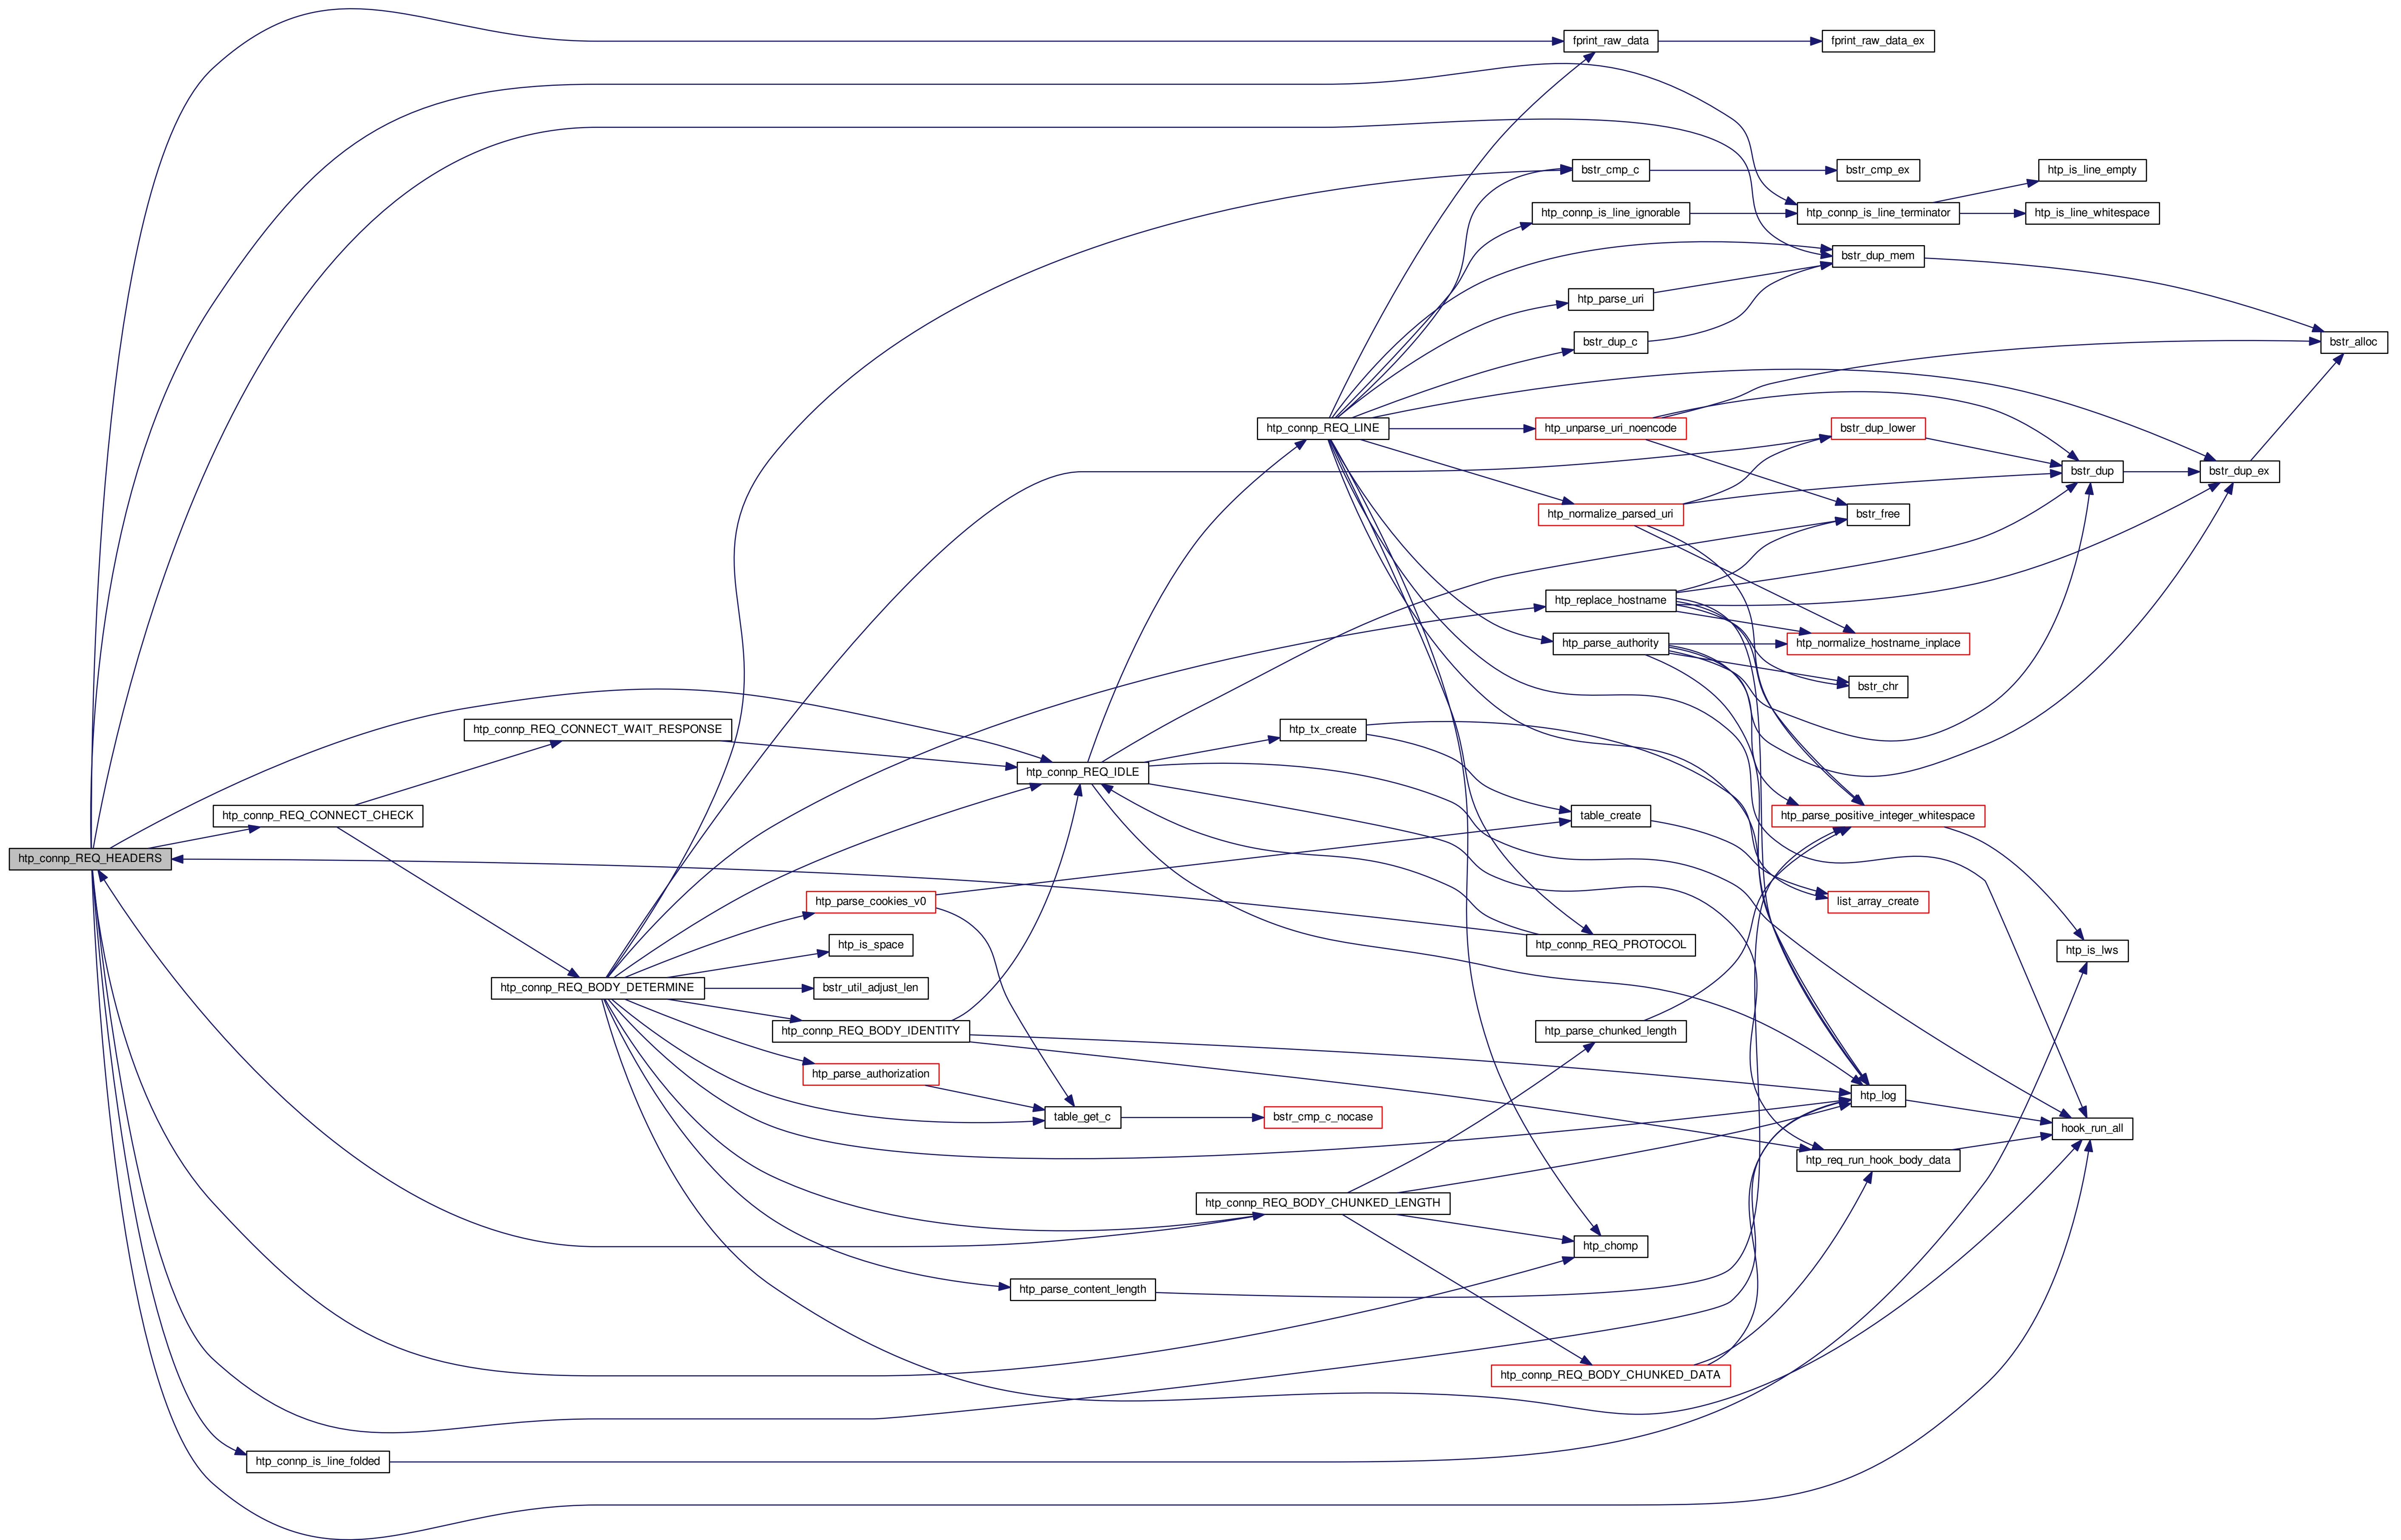 fprint_raw_data
fprint_raw_data_ex
bstr_cmp_c
bstr_cmp_ex
htp_is_line_empty
htp_connp_is_line_ignorable
htp_connp_is_line_terminator
htp_is_line_whitespace
bstr_dup_mem
htp_parse_uri
bstr_dup_c
bstr_alloc
htp_connp_REQ_LINE
htp_unparse_uri_noencode
bstr_dup_lower
bstr_dup
bstr_dup_ex
htp_normalize_parsed_uri
bstr_free
htp_replace_hostname
htp_parse_authority
htp_normalize_hostname_inplace
bstr_chr
htp_connp_REQ_CONNECT_WAIT_RESPONSE
htp_tx_create
htp_connp_REQ_IDLE
htp_connp_REQ_CONNECT_CHECK
table_create
htp_parse_positive_integer_whitespace
htp_connp_REQ_HEADERS
htp_parse_cookies_v0
list_array_create
htp_is_space
htp_connp_REQ_PROTOCOL
htp_is_lws
htp_connp_REQ_BODY_DETERMINE
bstr_util_adjust_len
htp_connp_REQ_BODY_IDENTITY
htp_parse_chunked_length
htp_parse_authorization
htp_log
table_get_c
bstr_cmp_c_nocase
hook_run_all
htp_req_run_hook_body_data
htp_connp_REQ_BODY_CHUNKED_LENGTH
htp_chomp
htp_parse_content_length
htp_connp_REQ_BODY_CHUNKED_DATA
htp_connp_is_line_folded